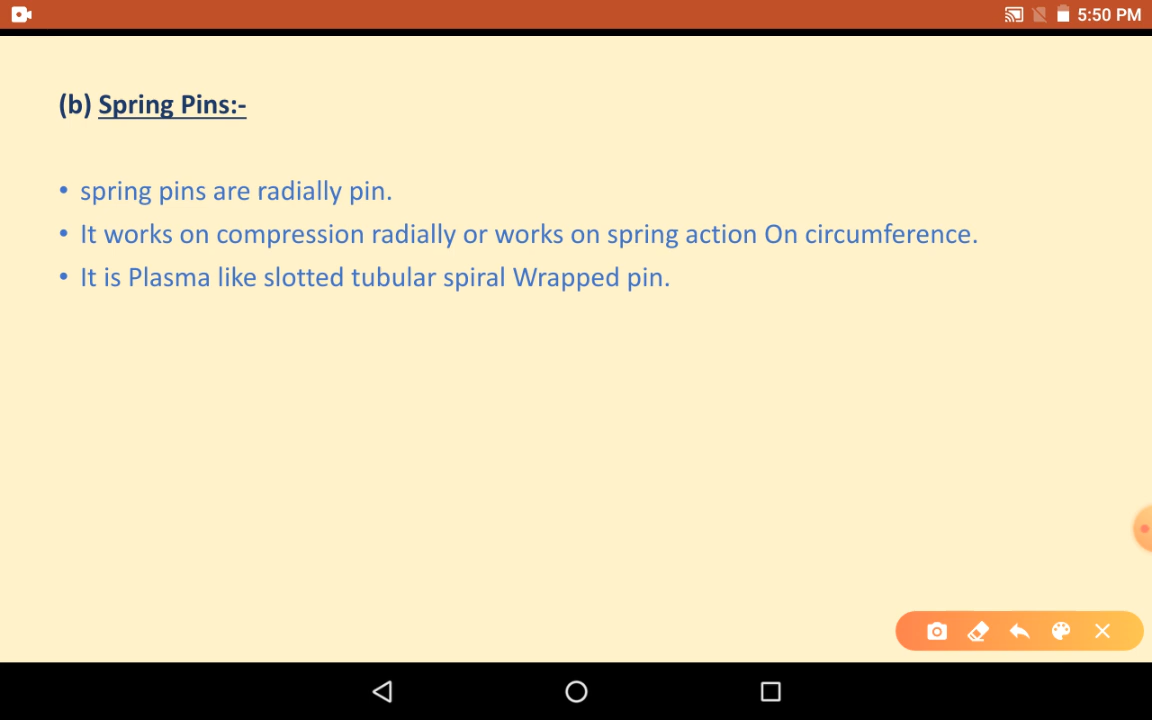 5:50 PM
(b) Spring Pins:-
• spring pins are radially pin.
• It works on compression radially or works on spring action On circumference.
• It is Plasma like slotted tubular spiral Wrapped pin.